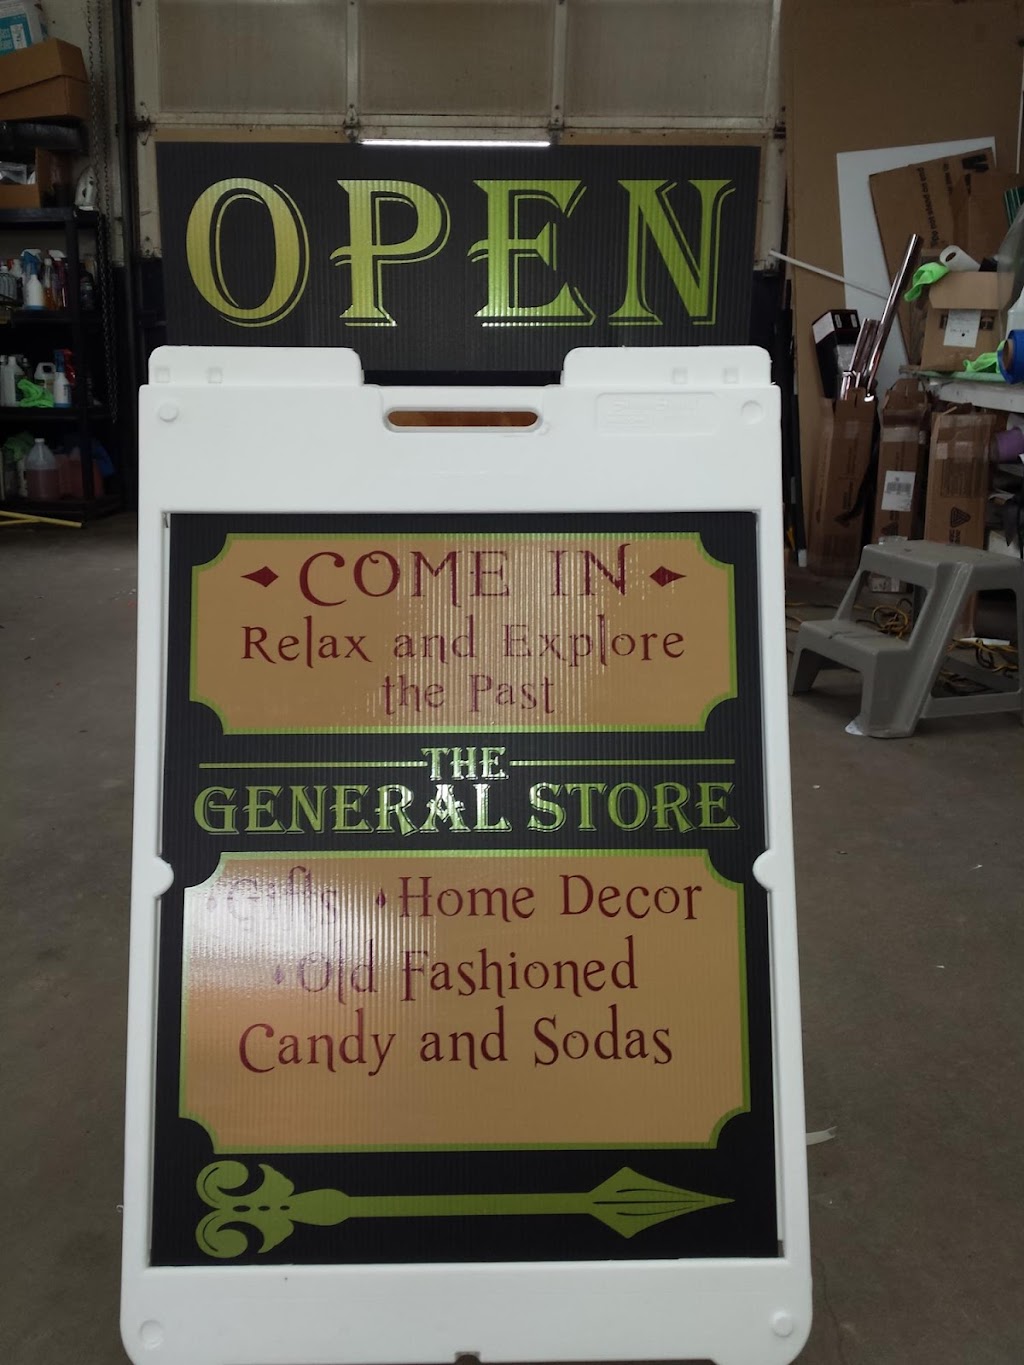 OPEN
COME IN
Relax and Explore
the Past
THE
GENERAL STORE
Gifts Home Decor
Old Fashioned
Candy and Sodas